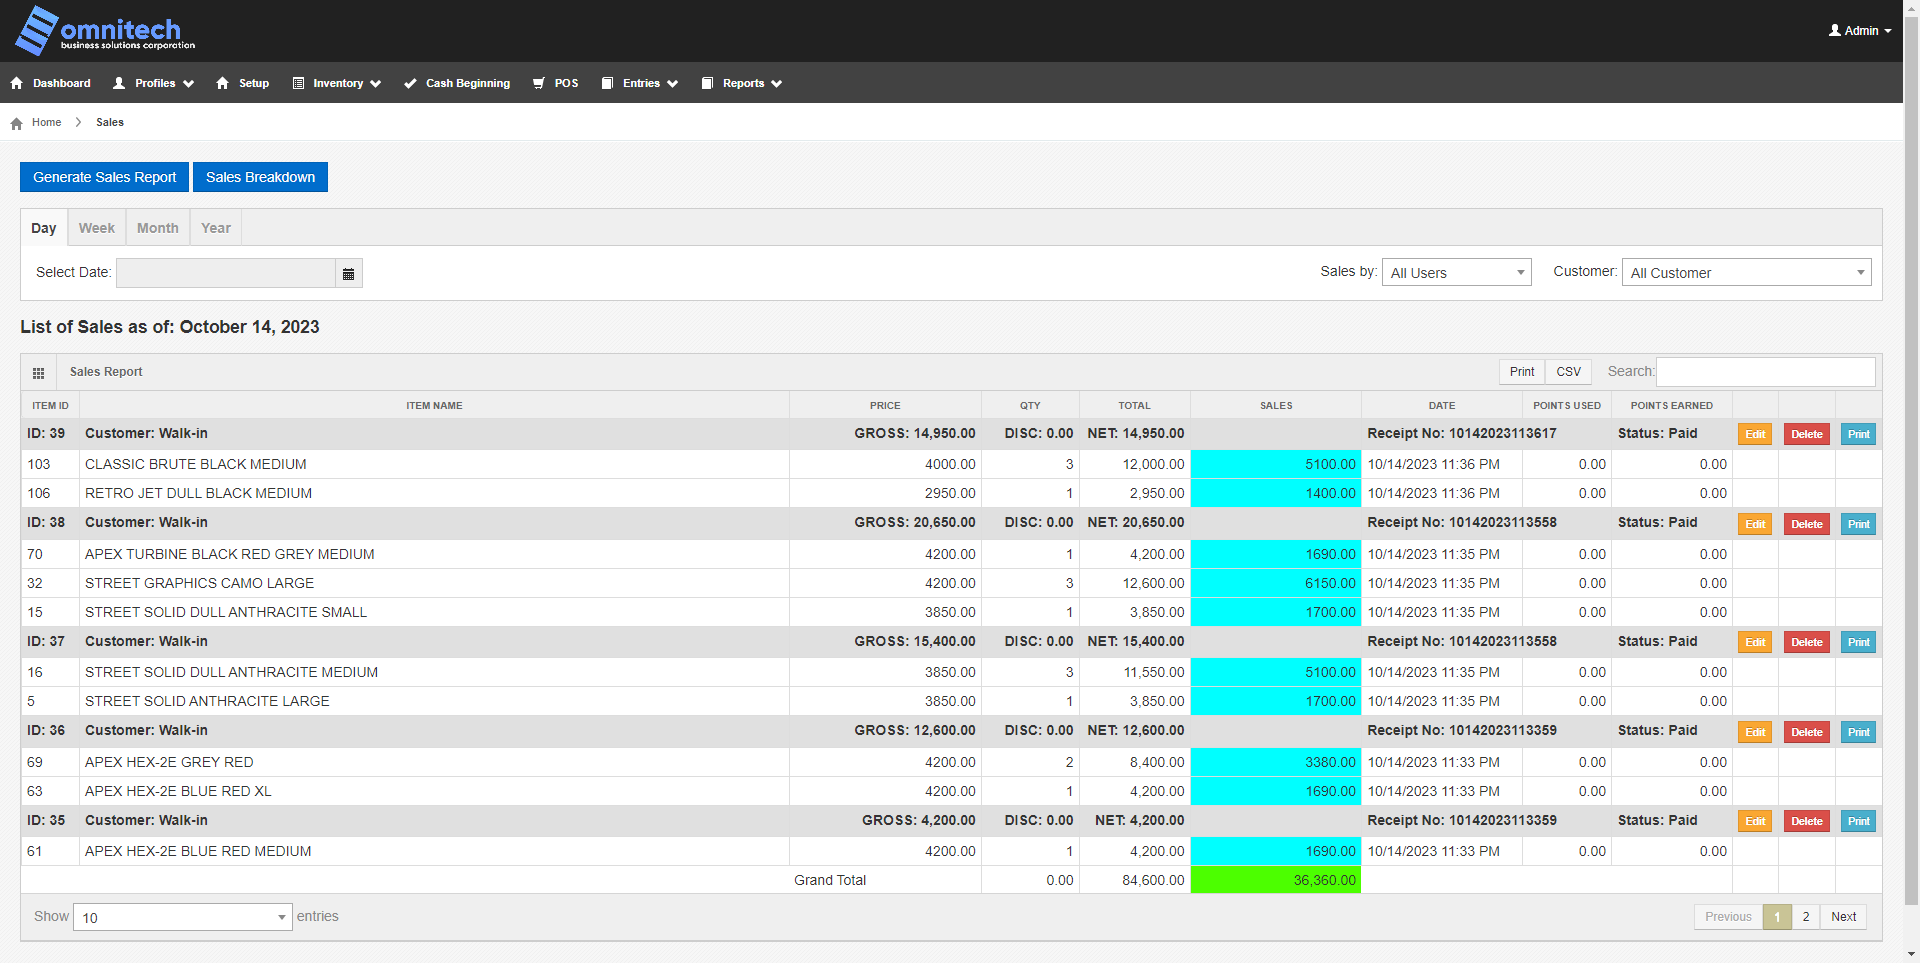 omnitech
business solutions corporation
Admin
Dashboard Profiles Setup Inventory Cash Beginning POS Entries Reports
Home Sales
Generate Sales Report Sales Breakdown
Day Week Month Year
Select Date: Sales by: All Users Customer: All Customer
List of Sales as of: October 14, 2023
Sales Report Print CSV Search:
ITEM ID ITEM NAME PRICE QTY TOTAL SALES DATE POINTS USED POINTS EARNED
ID: 39 Customer: Walk-in GROSS: 14,950.00 DISC: 0.00 NET: 14,950.00 Receipt No: 10142023113617 Status: Paid Edit Delete Print
103 CLASSIC BRUTE BLACK MEDIUM 4000.00 3 12,000.00 5100.00 10/14/2023 11:36 PM 0.00 0.00
106 RETRO JET DULL BLACK MEDIUM 2950.00 1 2,950.00 1400.00 10/14/2023 11:36 PM 0.00 0.00
ID: 38 Customer: Walk-in GROSS: 20,650.00 DISC: 0.00 NET: 20,650.00 Receipt No: 10142023113558 Status: Paid Edit Delete Print
70 APEX TURBINE BLACK RED GREY MEDIUM 4200.00 1 4,200.00 1690.00 10/14/2023 11:35 PM 0.00 0.00
32 STREET GRAPHICS CAMO LARGE 4200.00 3 12,600.00 6150.00 10/14/2023 11:35 PM 0.00 0.00
15 STREET SOLID DULL ANTHRACITE SMALL 3850.00 1 3,850.00 1700.00 10/14/2023 11:35 PM 0.00 0.00
ID: 37 Customer: Walk-in GROSS: 15,400.00 DISC: 0.00 NET: 15,400.00 Receipt No: 10142023113558 Status: Paid Edit Delete Print
16 STREET SOLID DULL ANTHRACITE MEDIUM 3850.00 3 11,550.00 5100.00 10/14/2023 11:35 PM 0.00 0.00
5 STREET SOLID ANTHRACITE LARGE 3850.00 1 3,850.00 1700.00 10/14/2023 11:35 PM 0.00 0.00
ID: 36 Customer: Walk-in GROSS: 12,600.00 DISC: 0.00 NET: 12,600.00 Receipt No: 10142023113359 Status: Paid Edit Delete Print
69 APEX HEX-2E GREY RED 4200.00 2 8,400.00 3380.00 10/14/2023 11:33 PM 0.00 0.00
63 APEX HEX-2E BLUE RED XL 4200.00 1 4,200.00 1690.00 10/14/2023 11:33 PM 0.00 0.00
ID: 35 Customer: Walk-in GROSS: 4,200.00 DISC: 0.00 NET: 4,200.00 Receipt No: 10142023113359 Status: Paid Edit Delete Print
61 APEX HEX-2E BLUE RED MEDIUM 4200.00 1 4,200.00 1690.00 10/14/2023 11:33 PM 0.00 0.00
Grand Total 0.00 84,600.00 36,360.00
Show 10 entries Previous 1 2 Next